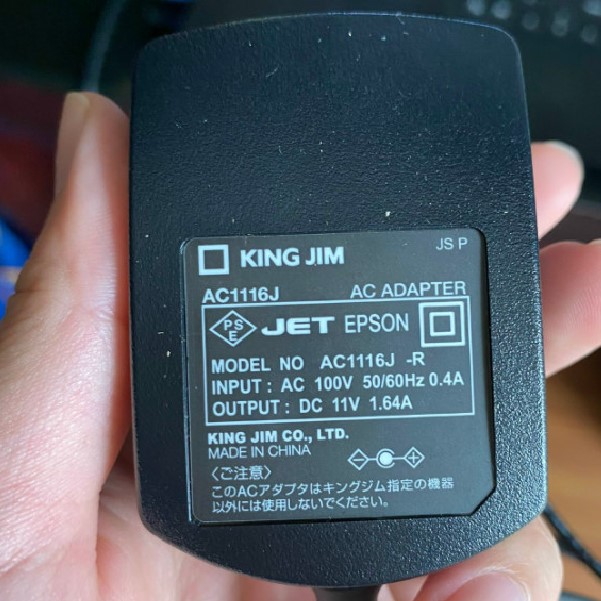 KING JIM
JS P
AC1116J AC ADAPTER
PSE JET EPSON
MODEL NO AC1116J -R
INPUT : AC 100V 50/60Hz 0.4A
OUTPUT : DC 11V 1.64A
KING JIM CO., LTD.
MADE IN CHINA
〈ご注意〉
このACアダプタはキングジム指定の機器
以外には使用しないでください。